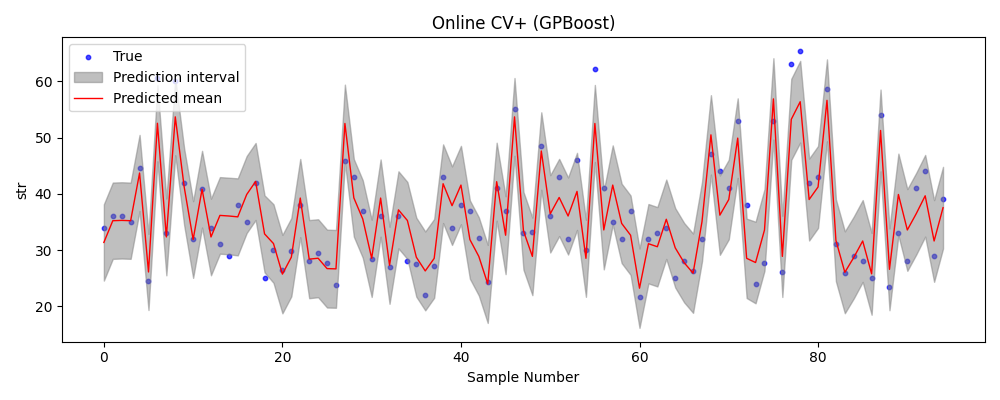 Online CV+ (GPBoost)
True
Prediction interval
Predicted mean
str
60
50
40
30
20
0 20 40 60 80
Sample Number